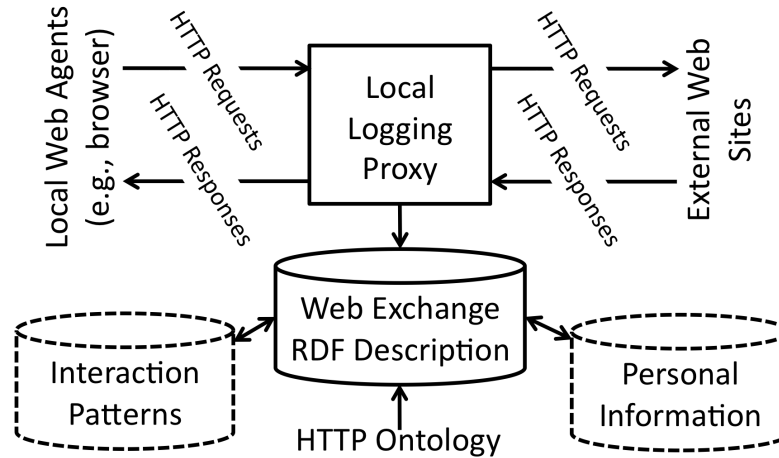 Local Web Agents
(e.g., browser)
HTTP Requests
HTTP Responses
Local
Logging
Proxy
HTTP Requests
HTTP Responses
External Web
Sites
Web Exchange
RDF Description
Interaction
Patterns
Personal
Information
HTTP Ontology